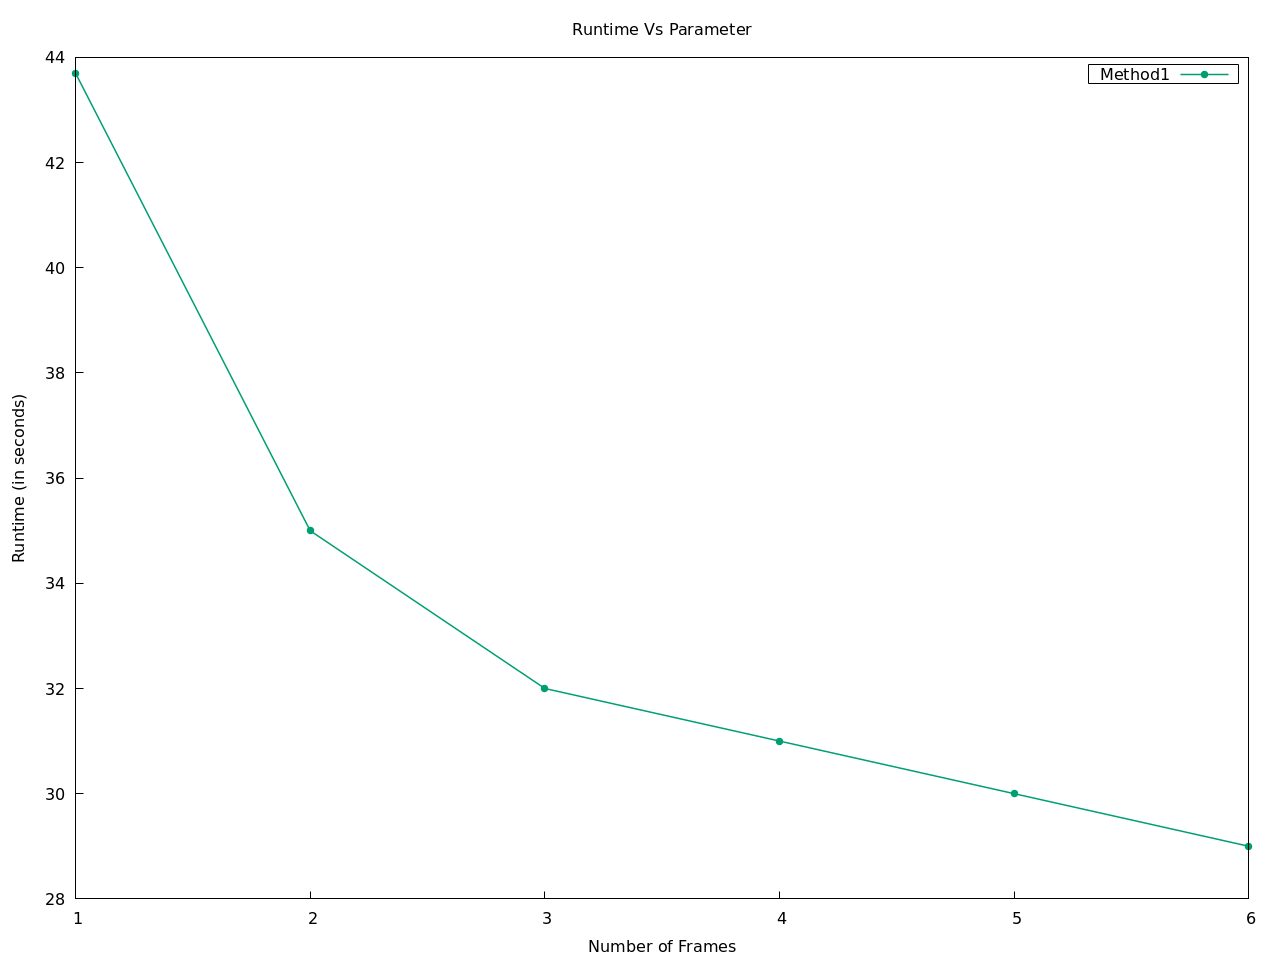 Runtime Vs Parameter
44
Method1
42
40
38
36
34
32
30
28
Runtime (in seconds)
1 2 3 4 5 6
Number of Frames